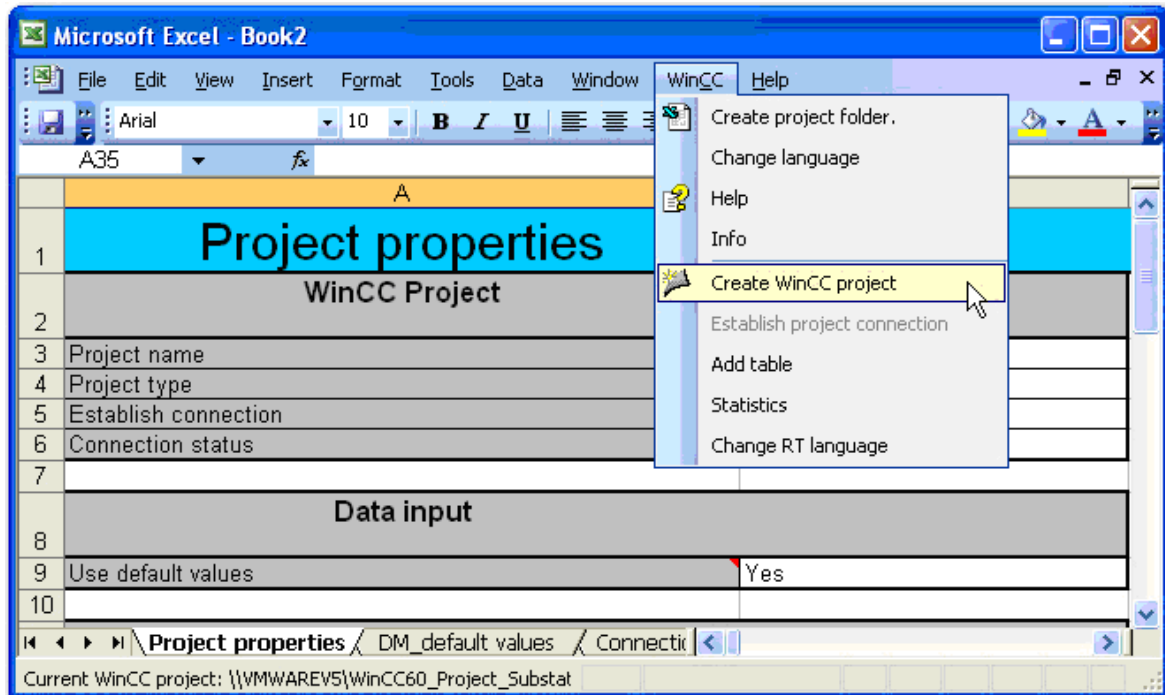 Microsoft Excel - Book2
File Edit View Insert Format Tools Data Window WinCC Help
Arial 10 B I U A
A35 fx
A
1 Project properties
2 WinCC Project
3 Project name
4 Project type
5 Establish connection
6 Connection status
7
8 Data input
9 Use default values Yes
10
Create project folder.
Change language
Help
Info
Create WinCC project
Establish project connection
Add table
Statistics
Change RT language
Project properties DM_default values Connectio
Current WinCC project: \\VMWAREV5\WinCC60_Project_Substat